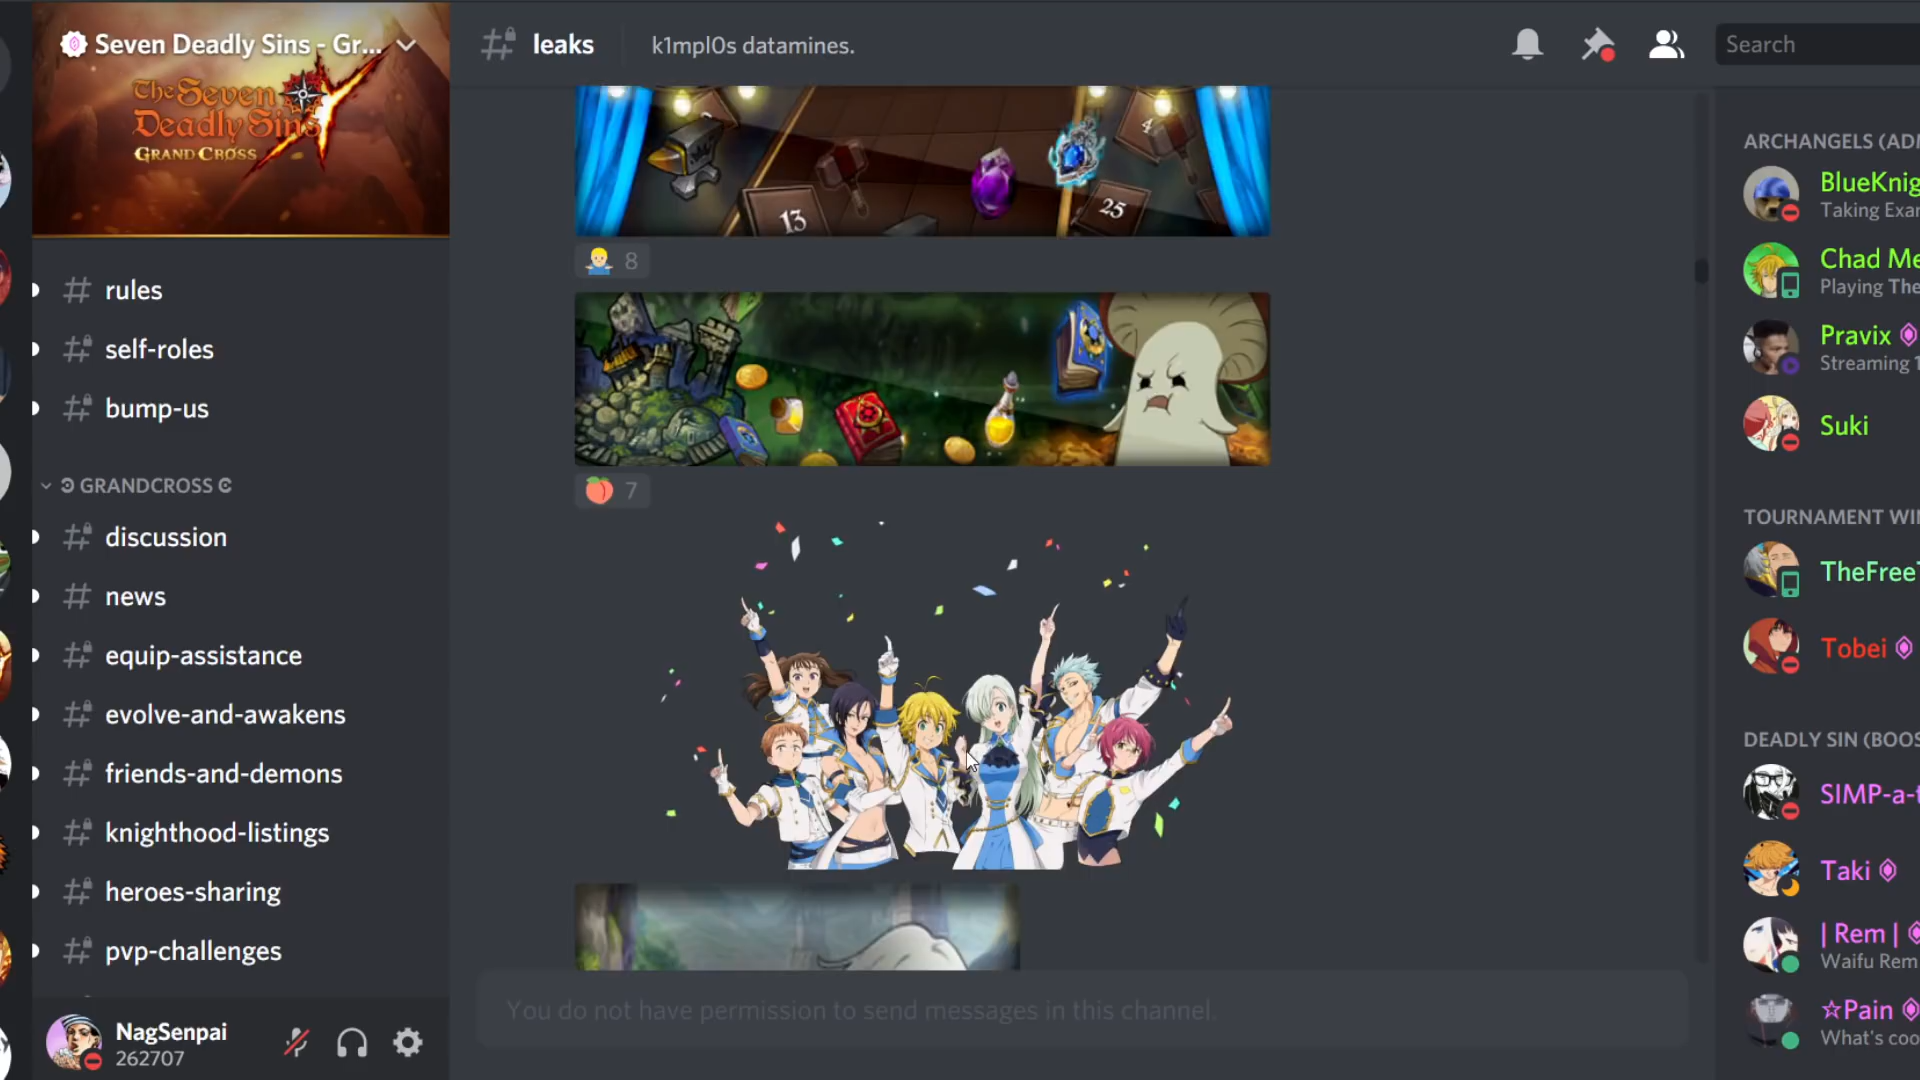 Seven Deadly Sins - Gr...
The Seven
Deadly Sins
GRAND CROSS
rules
self-roles
bump-us
GRANDCROSS
discussion
news
equip-assistance
evolve-and-awakens
friends-and-demons
knighthood-listings
heroes-sharing
pvp-challenges
NagSenpai
262707
leaks
k1mpl0s datamines.
Search
4
13
25
8
7
You do not have permission to send messages in this channel.
ARCHANGELS (AD
BlueKnig
Taking Exa
Chad Me
Playing The
Pravix
Streaming 1
Suki
TOURNAMENT WI
TheFree
Tobei
DEADLY SIN (BOOS
SIMP-a-t
Taki
| Rem |
Waifu Rem
☆Pain
What's coo